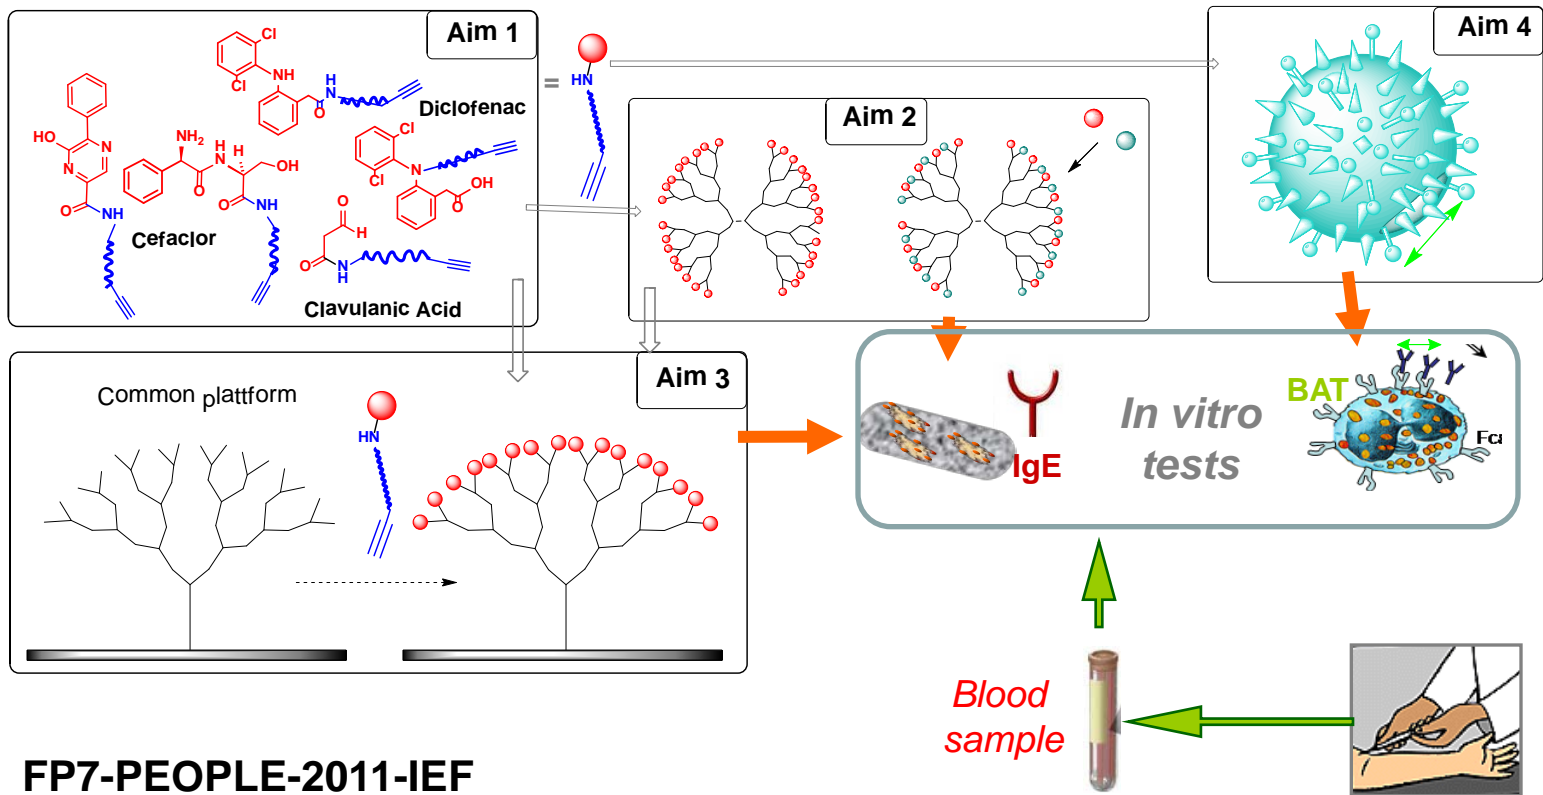 Aim 1
Cl
Cl
NH
O
N
H
Diclofenac
HO
N
N
O
NH
NH2
O
H
N
H
OH
O
NH
Cefaclor
Cl
Cl
N
O
OH
O
H
O
N
H
Clavulanic Acid
=
HN
Aim 2
Aim 4
Aim 3
Common plattform
HN
IgE
In vitro
tests
BAT
Fcε
Blood
sample
FP7-PEOPLE-2011-IEF